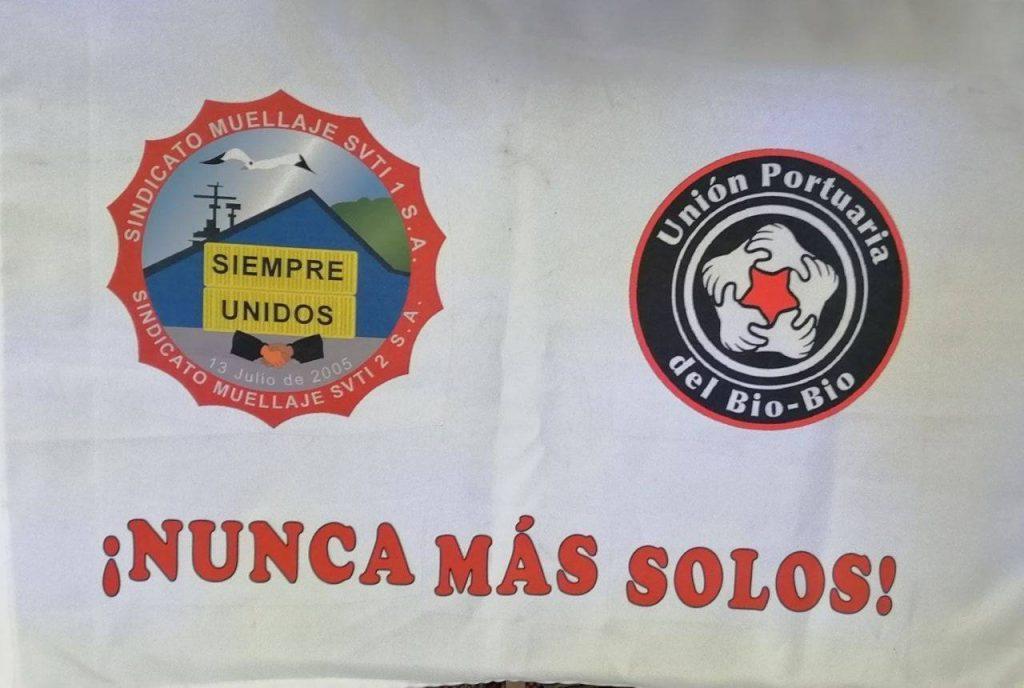 SINDICATO MUELLAJE SVTI 1 S.A.
SIEMPRE
UNIDOS
13 Julio de 2005
SINDICATO MUELLAJE SVTI 2 S.A.
Unión Portuaria
del Bio-Bio
¡NUNCA MÁS SOLOS!